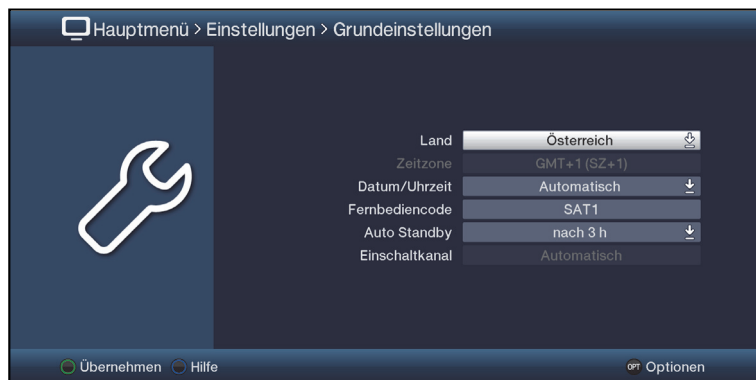 Hauptmenü > Einstellungen > Grundeinstellungen
Land Österreich
Zeitzone GMT+1 (SZ+1)
Datum/Uhrzeit Automatisch
Fernbediencode SAT1
Auto Standby nach 3 h
Einschaltkanal Automatisch
Übernehmen Hilfe OPT Optionen